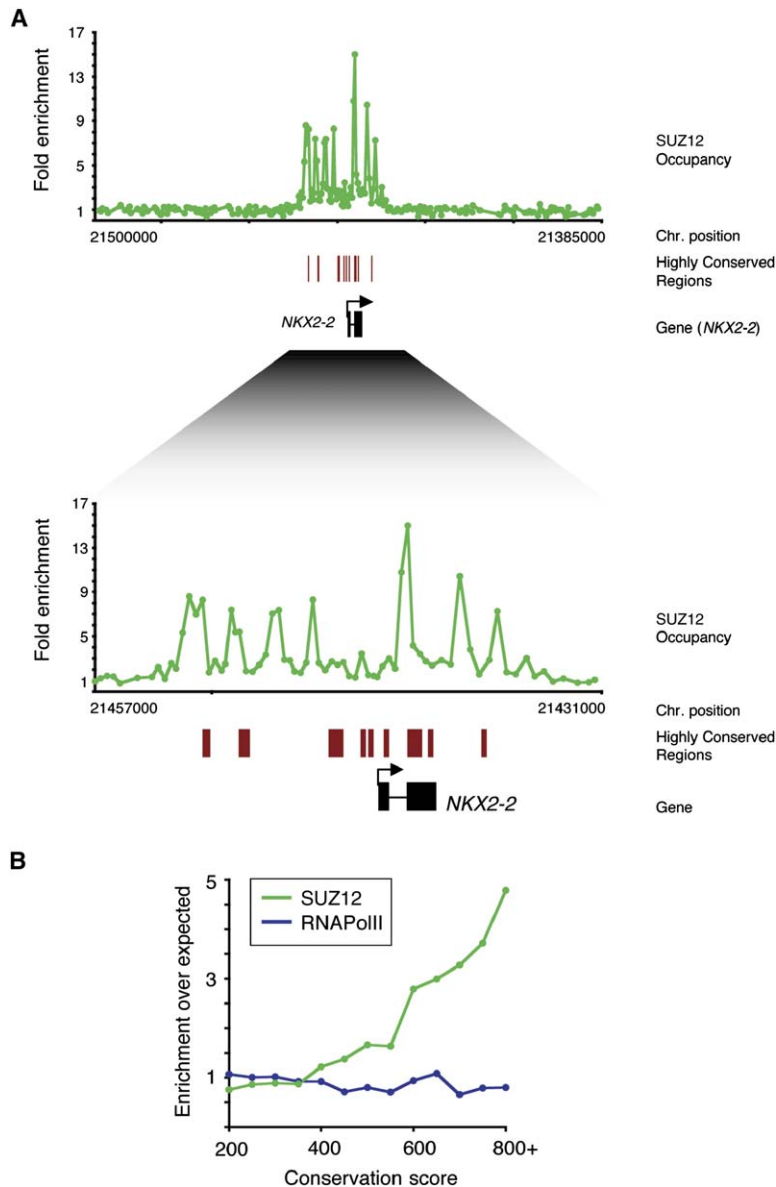 A
Fold enrichment
17
13
9
5
1
SUZ12
Occupancy
21500000
21385000
Chr. position
Highly Conserved
Regions
NKX2-2
Gene (NKX2-2)
Fold enrichment
17
13
9
5
1
SUZ12
Occupancy
21457000
21431000
Chr. position
Highly Conserved
Regions
NKX2-2
Gene
B
Enrichment over expected
5
3
1
SUZ12
RNAPolII
200
400
600
800+
Conservation score